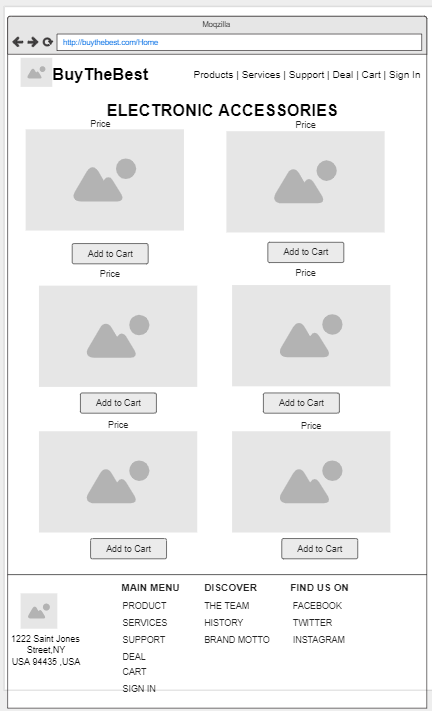 Moqzilla
http://buythebest.com/Home
BuyTheBest
Products | Services | Support | Deal | Cart | Sign In
ELECTRONIC ACCESSORIES
Price
Price
Add to Cart
Add to Cart
Price
Price
Add to Cart
Add to Cart
Price
Price
Add to Cart
Add to Cart
1222 Saint Jones
Street,NY
USA 94435 ,USA
MAIN MENU
PRODUCT
SERVICES
SUPPORT
DEAL
CART
SIGN IN
DISCOVER
THE TEAM
HISTORY
BRAND MOTTO
FIND US ON
FACEBOOK
TWITTER
INSTAGRAM